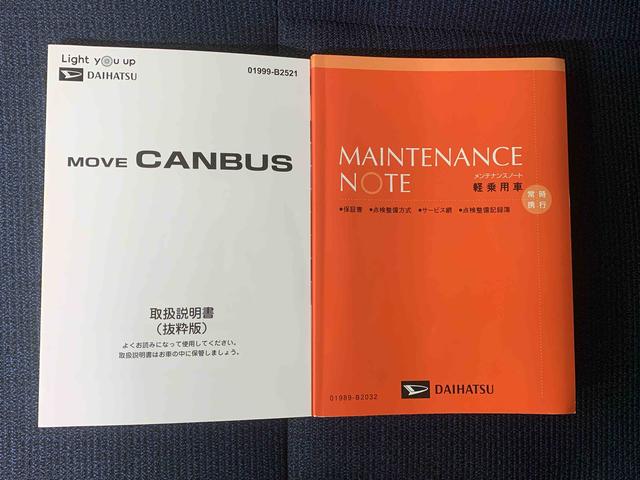 Light you up
DAIHATSU
01999-B2521
MOVE CANBUS
取扱説明書
(抜粋版)
よくお読みになって使用してください。
取扱説明書はお車の中に保管しましょう。
MAINTENANCE
NOTE
メンテナンスノート
軽乗用車
常時
携行
●保証書 ●点検整備方式 ●サービス網 ●点検整備記録簿
01989-B2032
DAIHATSU